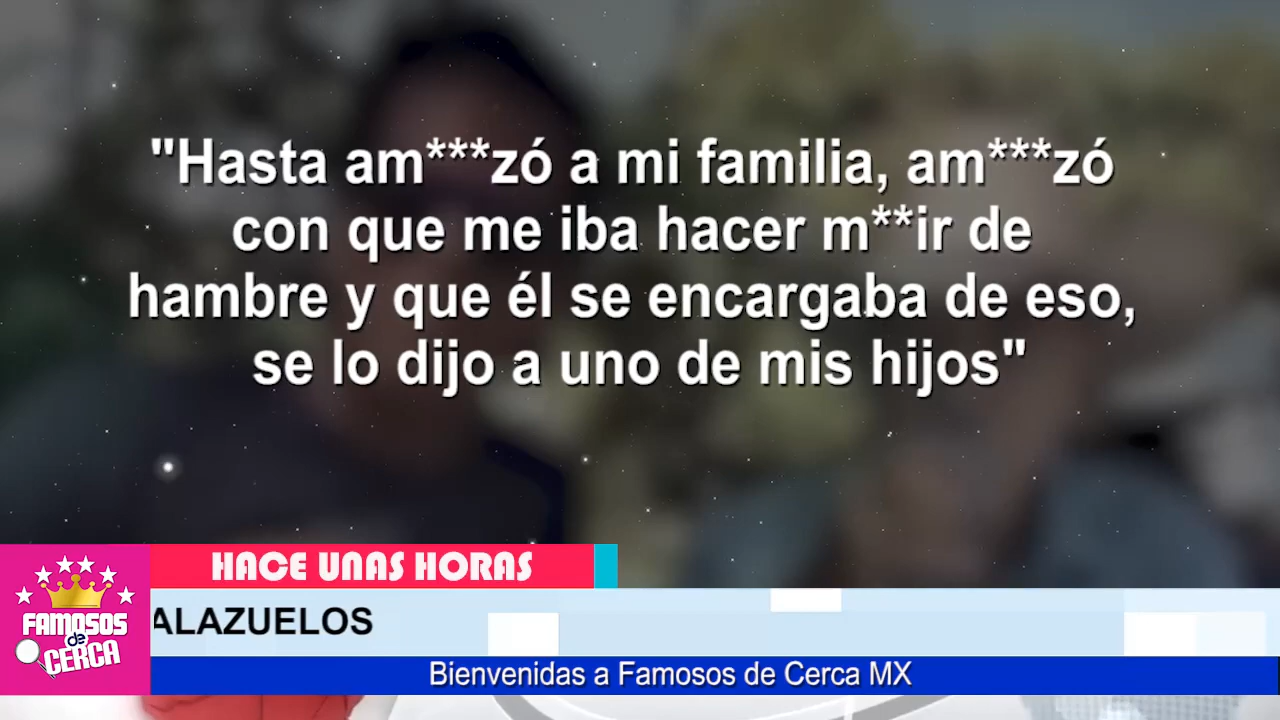 "Hasta am***zó a mi familia, am***zó
con que me iba hacer m**ir de
hambre y que él se encargaba de eso,
se lo dijo a uno de mis hijos"
HACE UNAS HORAS
FAMOSOS
de
CERCA
ALAZUELOS
Bienvenidas a Famosos de Cerca MX